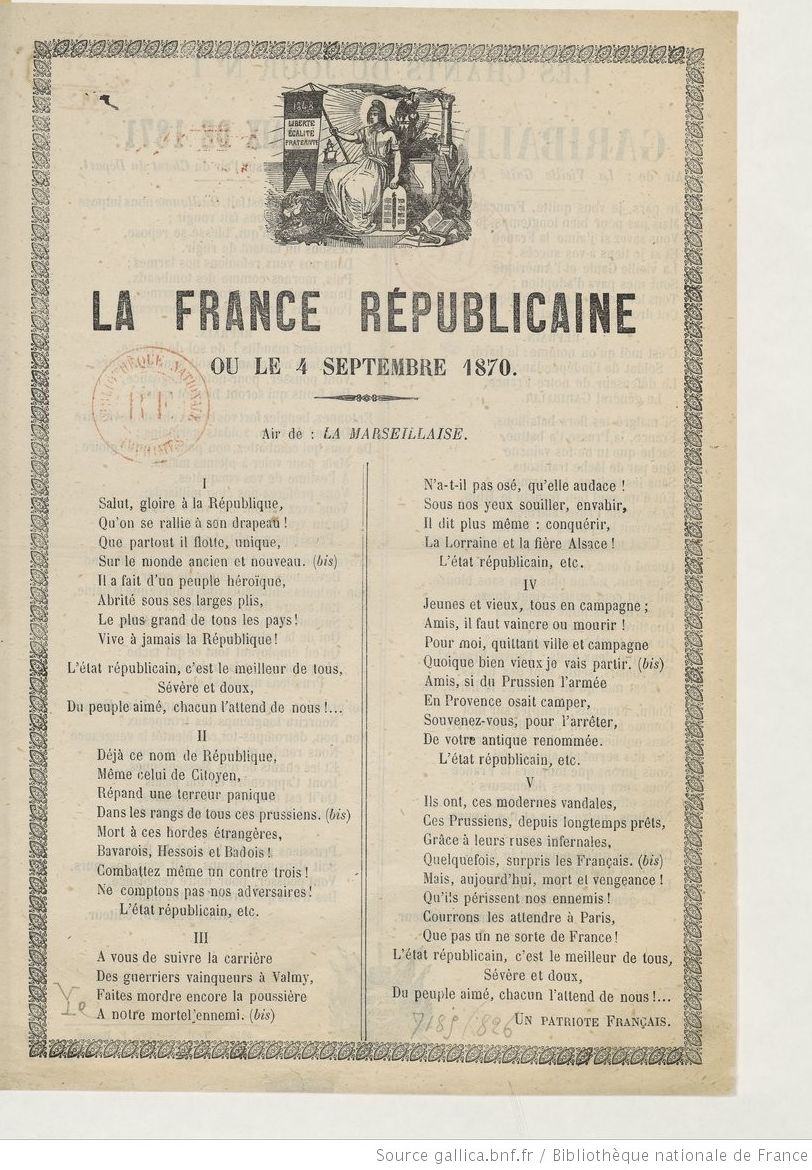 1848
LIBERTÉ
ÉGALITÉ
FRATERNITÉ
LA FRANCE RÉPUBLICAINE
OU LE 4 SEPTEMBRE 1870.
BIBLIOTHÈQUE NATIONALE
R F
IMPRIMÉS
Air de : LA MARSEILLAISE.
I
Salut, gloire à la République,
Qu'on se rallie à son drapeau !
Que partout il flotte, unique,
Sur le monde ancien et nouveau. (bis)
Il a fait d'un peuple héroïque,
Abrité sous ses larges plis,
Le plus grand de tous les pays !
Vive à jamais la République !
L'état républicain, c'est le meilleur de tous,
Sévère et doux,
Du peuple aimé, chacun l'attend de nous !...
II
Déjà ce nom de République,
Même celui de Citoyen,
Répand une terreur panique
Dans les rangs de tous ces prussiens. (bis)
Mort à ces hordes étrangères,
Bavarois, Hessois et Badois !
Combattez même un contre trois !
Ne comptons pas nos adversaires !
L'état républicain, etc.
III
A vous de suivre la carrière
Des guerriers vainqueurs à Valmy,
Faites mordre encore la poussière
A notre mortel ennemi. (bis)
N'a-t-il pas osé, qu'elle audace !
Sous nos yeux souiller, envahir,
Il dit plus même : conquérir,
La Lorraine et la fière Alsace !
L'état républicain, etc.
IV
Jeunes et vieux, tous en campagne ;
Amis, il faut vaincre ou mourir !
Pour moi, quittant ville et campagne
Quoique bien vieux je vais partir. (bis)
Amis, si du Prussien l'armée
En Provence osait camper,
Souvenez-vous, pour l'arrêter,
De votre antique renommée.
L'état républicain, etc.
V
Ils ont, ces modernes vandales,
Ces Prussiens, depuis longtemps prêts,
Grâce à leurs ruses infernales,
Quelquefois, surpris les Français. (bis)
Mais, aujourd'hui, mort et vengeance !
Qu'ils périssent nos ennemis !
Courrons les attendre à Paris,
Que pas un ne sorte de France !
L'état républicain, c'est le meilleur de tous,
Sévère et doux,
Du peuple aimé, chacun l'attend de nous !...
UN PATRIOTE FRANÇAIS.
Ye
Source gallica.bnf.fr / Bibliothèque nationale de France